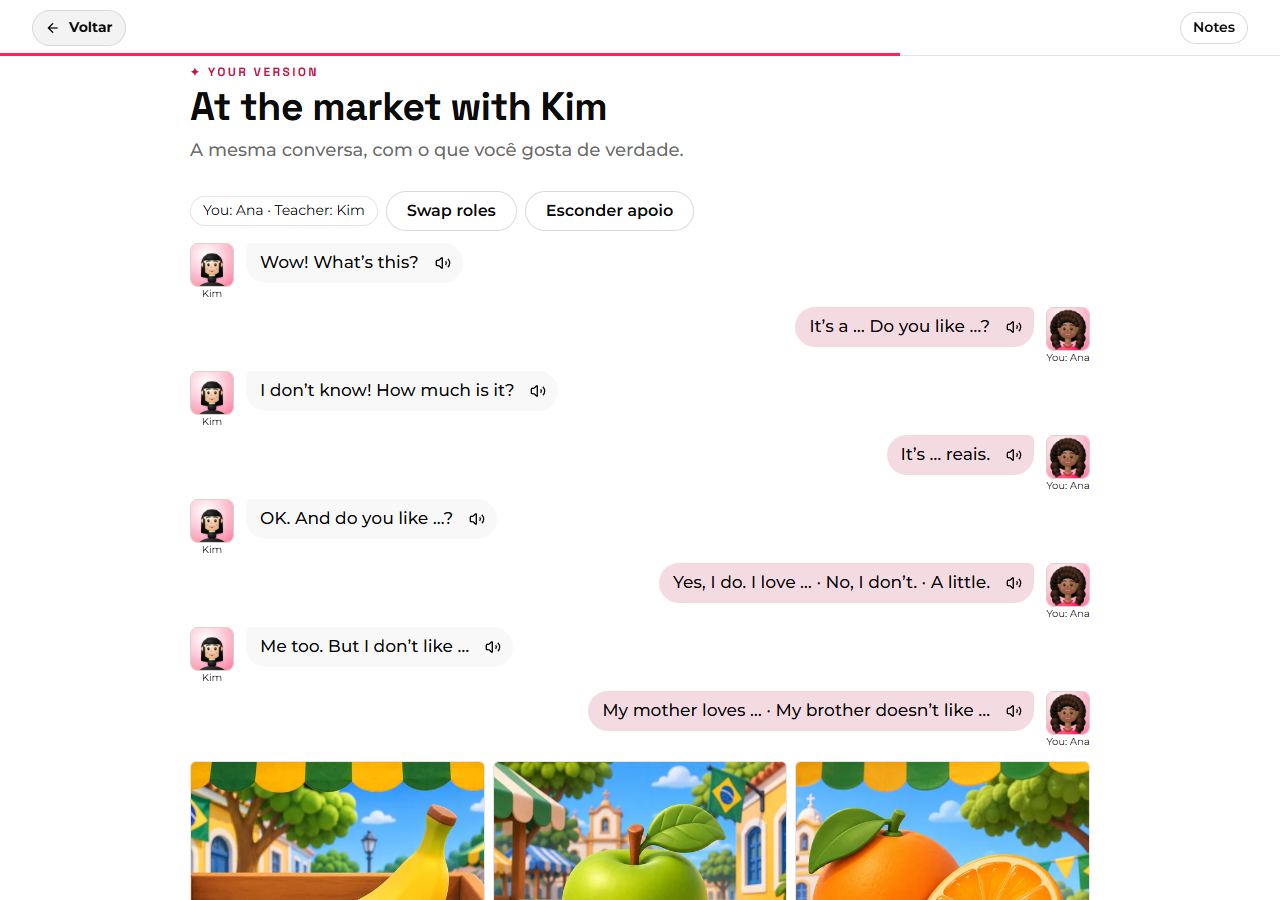 ← Voltar
Notes
✦ YOUR VERSION
At the market with Kim
A mesma conversa, com o que você gosta de verdade.
You: Ana · Teacher: Kim
Swap roles
Esconder apoio
Wow! What’s this?
Kim
It’s a ... Do you like ...?
You: Ana
I don’t know! How much is it?
Kim
It’s ... reais.
You: Ana
OK. And do you like ...?
Kim
Yes, I do. I love ... · No, I don’t. · A little.
You: Ana
Me too. But I don’t like ...
Kim
My mother loves ... · My brother doesn’t like ...
You: Ana